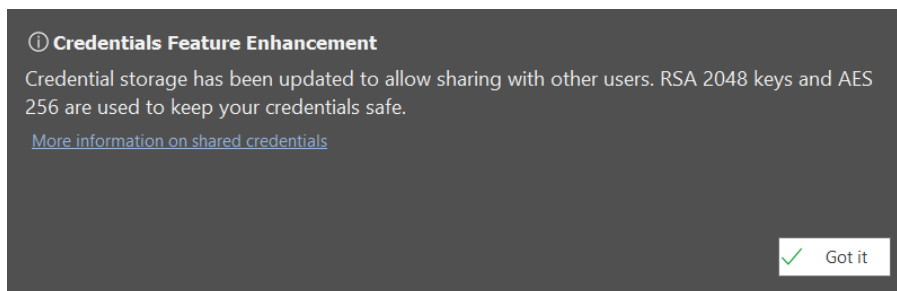 Credentials Feature Enhancement
Credential storage has been updated to allow sharing with other users. RSA 2048 keys and AES
256 are used to keep your credentials safe.
More information on shared credentials
Got it